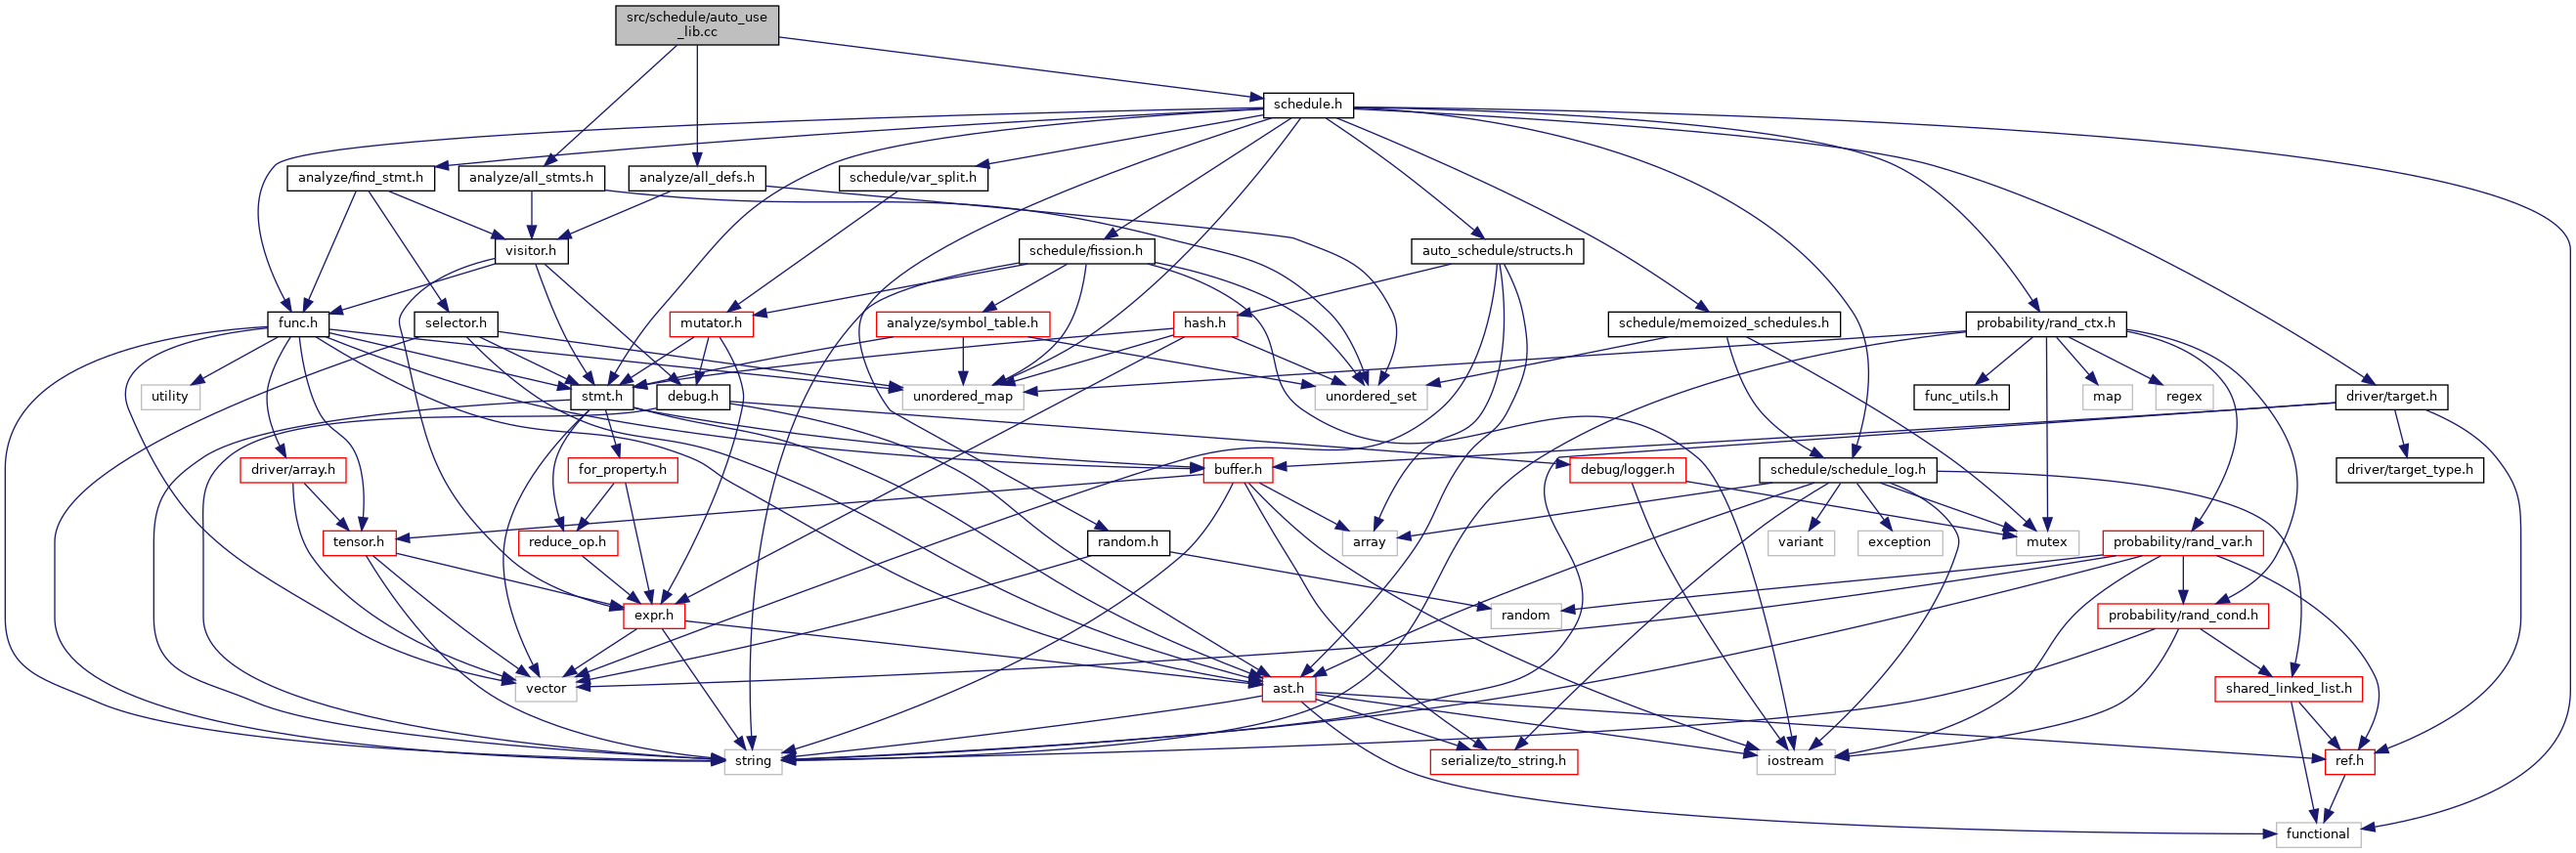 src/schedule/auto_use
_lib.cc
schedule.h
analyze/find_stmt.h
analyze/all_stmts.h
analyze/all_defs.h
schedule/var_split.h
visitor.h
schedule/fission.h
auto_schedule/structs.h
func.h
selector.h
mutator.h
analyze/symbol_table.h
hash.h
schedule/memoized_schedules.h
probability/rand_ctx.h
utility
stmt.h
debug.h
unordered_map
unordered_set
func_utils.h
map
regex
driver/target.h
driver/array.h
for_property.h
buffer.h
debug/logger.h
schedule/schedule_log.h
driver/target_type.h
tensor.h
reduce_op.h
random.h
array
variant
exception
mutex
probability/rand_var.h
expr.h
random
probability/rand_cond.h
vector
ast.h
shared_linked_list.h
string
serialize/to_string.h
iostream
ref.h
functional